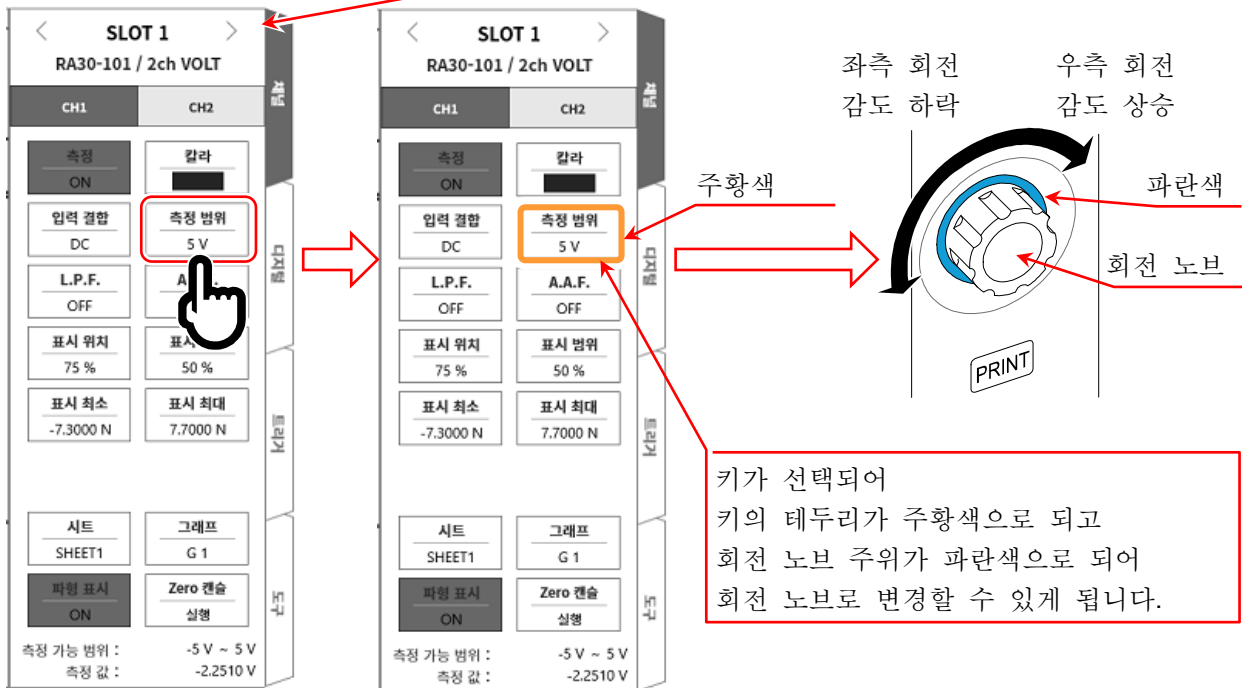 < SLOT 1 >
RA30-101 / 2ch VOLT
CH1 CH2
측정 칼라
ON
입력 결합 측정 범위
DC 5 V
L.P.F. A
OFF
표시 위치 표시
75 % 50 %
표시 최소 표시 최대
-7.3000 N 7.7000 N
시트 그래프
SHEET1 G 1
파형 표시 Zero 캔슬
ON 실행
측정 가능 범위 : -5 V ~ 5 V
측정 값 : -2.2510 V
채널
디지털
트리거
도구
< SLOT 1 >
RA30-101 / 2ch VOLT
CH1 CH2
측정 칼라
ON
입력 결합 측정 범위
DC 5 V
L.P.F. A.A.F.
OFF OFF
표시 위치 표시 범위
75 % 50 %
표시 최소 표시 최대
-7.3000 N 7.7000 N
시트 그래프
SHEET1 G 1
파형 표시 Zero 캔슬
ON 실행
측정 가능 범위 : -5 V ~ 5 V
측정 값 : -2.2510 V
채널
디지털
트리거
도구
주황색
좌측 회전
감도 하락
우측 회전
감도 상승
파란색
회전 노브
PRINT
키가 선택되어
키의 테두리가 주황색으로 되고
회전 노브 주위가 파란색으로 되어
회전 노브로 변경할 수 있게 됩니다.